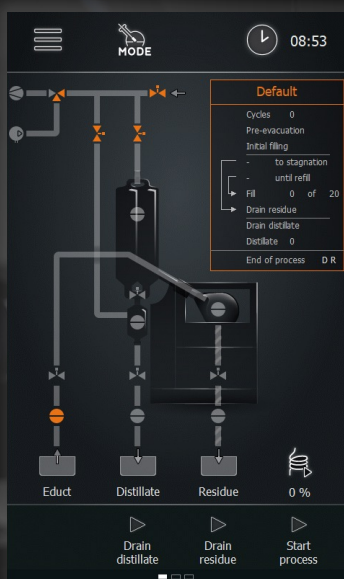 MODE
08:53
Default
Cycles 0
Pre-evacuation
Initial filling
- to stagnation
- until refill
Fill 0 of 20
Drain residue
Drain distillate
Distillate 0
End of process D R
Educt
Distillate
Residue
0 %
Drain
distillate
Drain
residue
Start
process